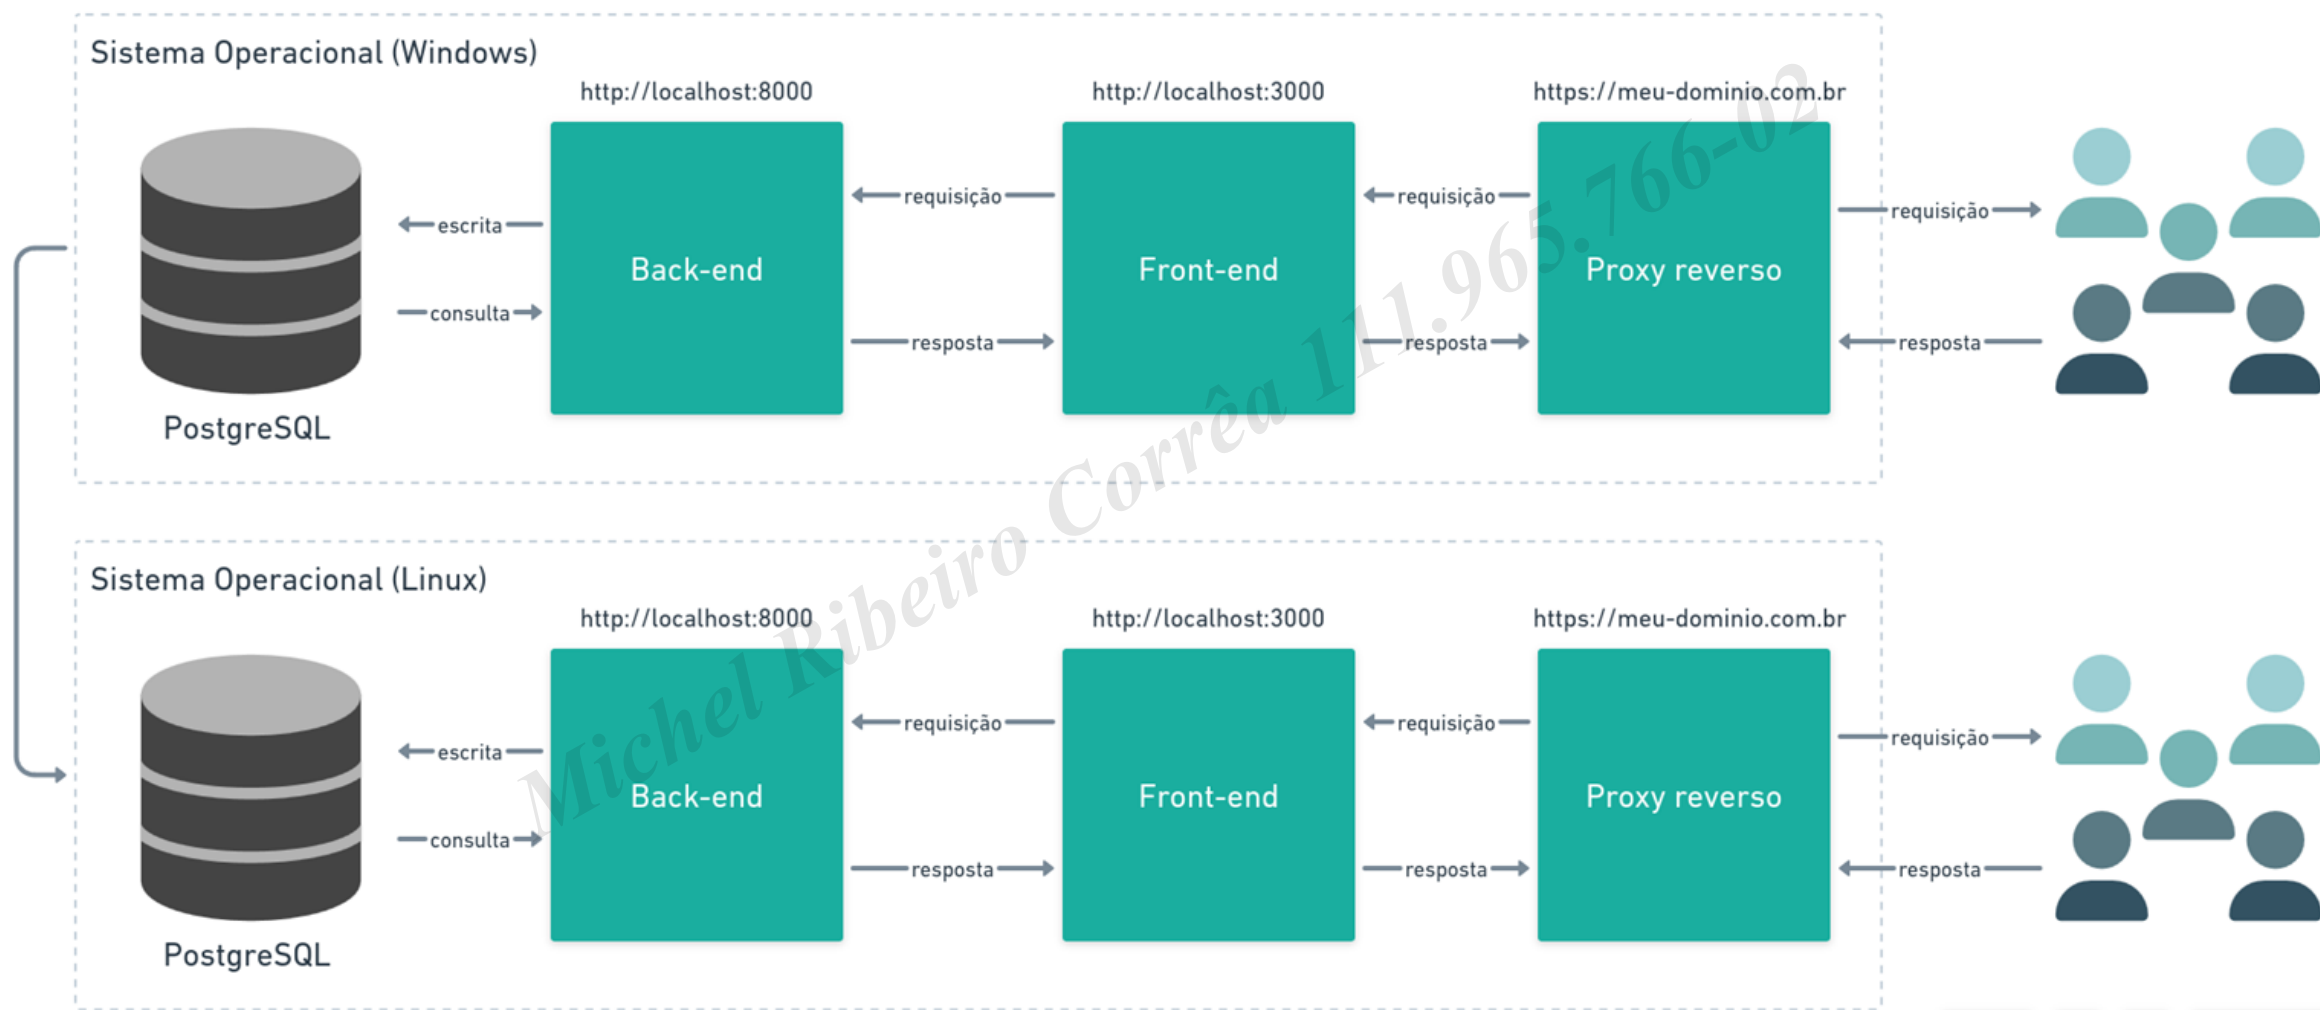 Sistema Operacional (Windows)
http://localhost:8000
http://localhost:3000
https://meu-dominio.com.br
requisição
requisição
requisição
escrita
Back-end
Front-end
Proxy reverso
consulta
resposta
resposta
resposta
PostgreSQL
Michel Ribeiro Corrêa 111.965.766-02
Sistema Operacional (Linux)
http://localhost:8000
http://localhost:3000
https://meu-dominio.com.br
requisição
requisição
requisição
escrita
Back-end
Front-end
Proxy reverso
consulta
resposta
resposta
resposta
PostgreSQL